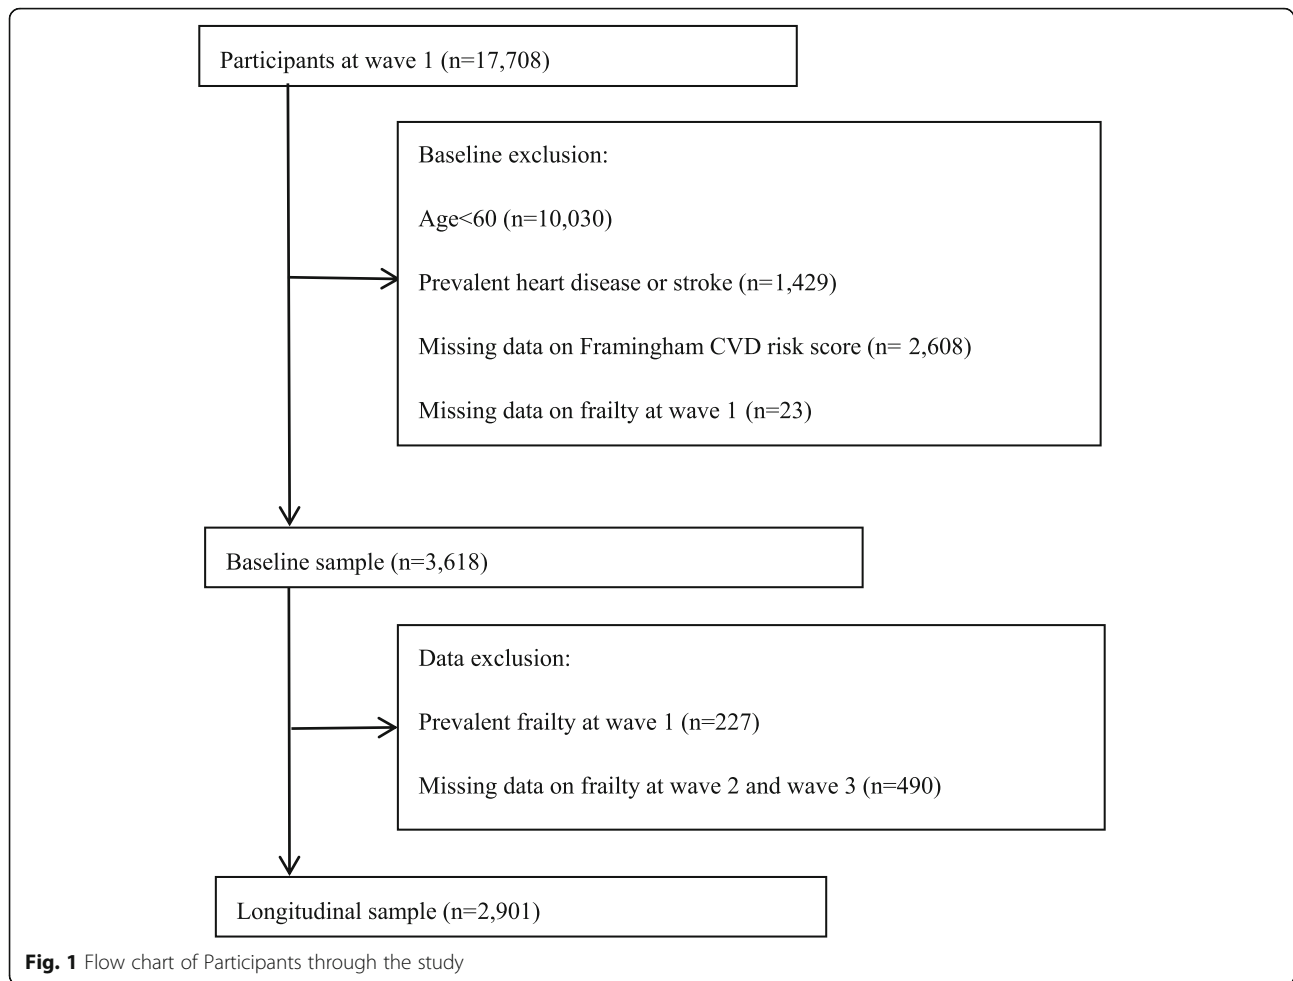 Participants at wave 1 (n=17,708)
Baseline exclusion:
Age<60 (n=10,030)
Prevalent heart disease or stroke (n=1,429)
Missing data on Framingham CVD risk score (n= 2,608)
Missing data on frailty at wave 1 (n=23)
Baseline sample (n=3,618)
Data exclusion:
Prevalent frailty at wave 1 (n=227)
Missing data on frailty at wave 2 and wave 3 (n=490)
Longitudinal sample (n=2,901)
Fig. 1 Flow chart of Participants through the study